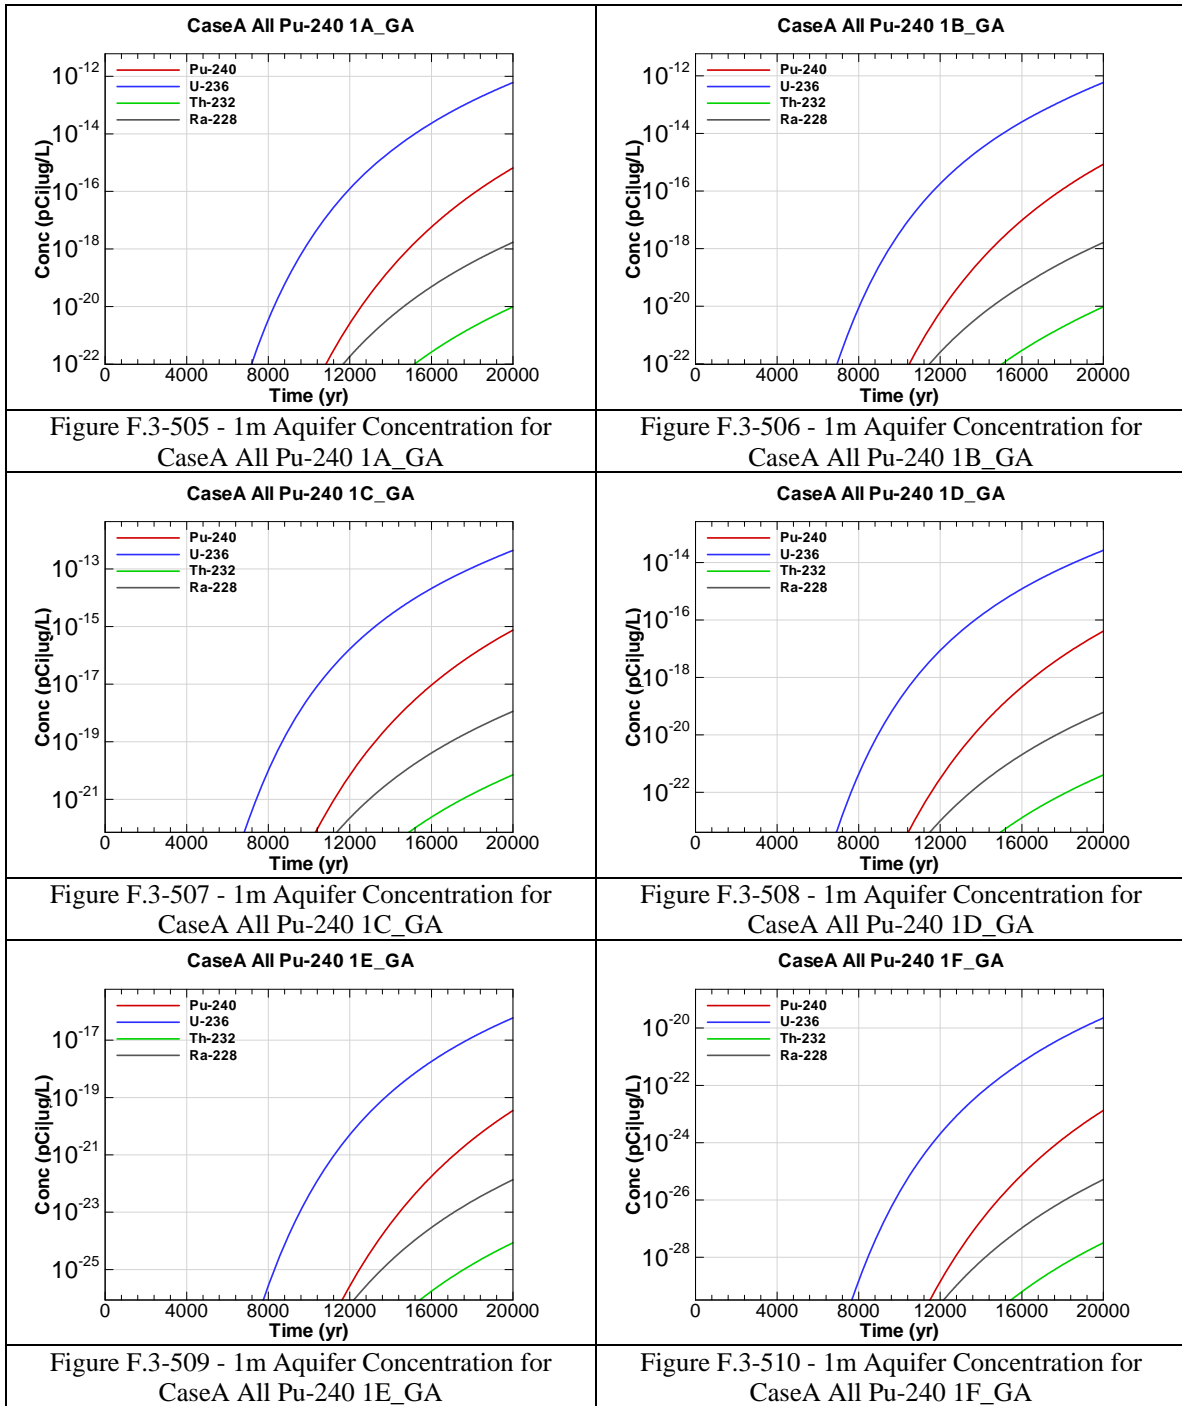 CaseA All Pu-240 1A_GA
Pu-240
U-236
Th-232
Ra-228
10-12
10-14
10-16
10-18
10-20
10-22
Conc (pCi|ug/L)
0 4000 8000 12000 16000 20000
Time (yr)
Figure F.3-505 - 1m Aquifer Concentration for
CaseA All Pu-240 1A_GA
CaseA All Pu-240 1B_GA
Pu-240
U-236
Th-232
Ra-228
10-12
10-14
10-16
10-18
10-20
10-22
Conc (pCi|ug/L)
0 4000 8000 12000 16000 20000
Time (yr)
Figure F.3-506 - 1m Aquifer Concentration for
CaseA All Pu-240 1B_GA
CaseA All Pu-240 1C_GA
Pu-240
U-236
Th-232
Ra-228
10-13
10-15
10-17
10-19
10-21
Conc (pCi|ug/L)
0 4000 8000 12000 16000 20000
Time (yr)
Figure F.3-507 - 1m Aquifer Concentration for
CaseA All Pu-240 1C_GA
CaseA All Pu-240 1D_GA
Pu-240
U-236
Th-232
Ra-228
10-14
10-16
10-18
10-20
10-22
Conc (pCi|ug/L)
0 4000 8000 12000 16000 20000
Time (yr)
Figure F.3-508 - 1m Aquifer Concentration for
CaseA All Pu-240 1D_GA
CaseA All Pu-240 1E_GA
Pu-240
U-236
Th-232
Ra-228
10-17
10-19
10-21
10-23
10-25
Conc (pCi|ug/L)
0 4000 8000 12000 16000 20000
Time (yr)
Figure F.3-509 - 1m Aquifer Concentration for
CaseA All Pu-240 1E_GA
CaseA All Pu-240 1F_GA
Pu-240
U-236
Th-232
Ra-228
10-20
10-22
10-24
10-26
10-28
Conc (pCi|ug/L)
0 4000 8000 12000 16000 20000
Time (yr)
Figure F.3-510 - 1m Aquifer Concentration for
CaseA All Pu-240 1F_GA